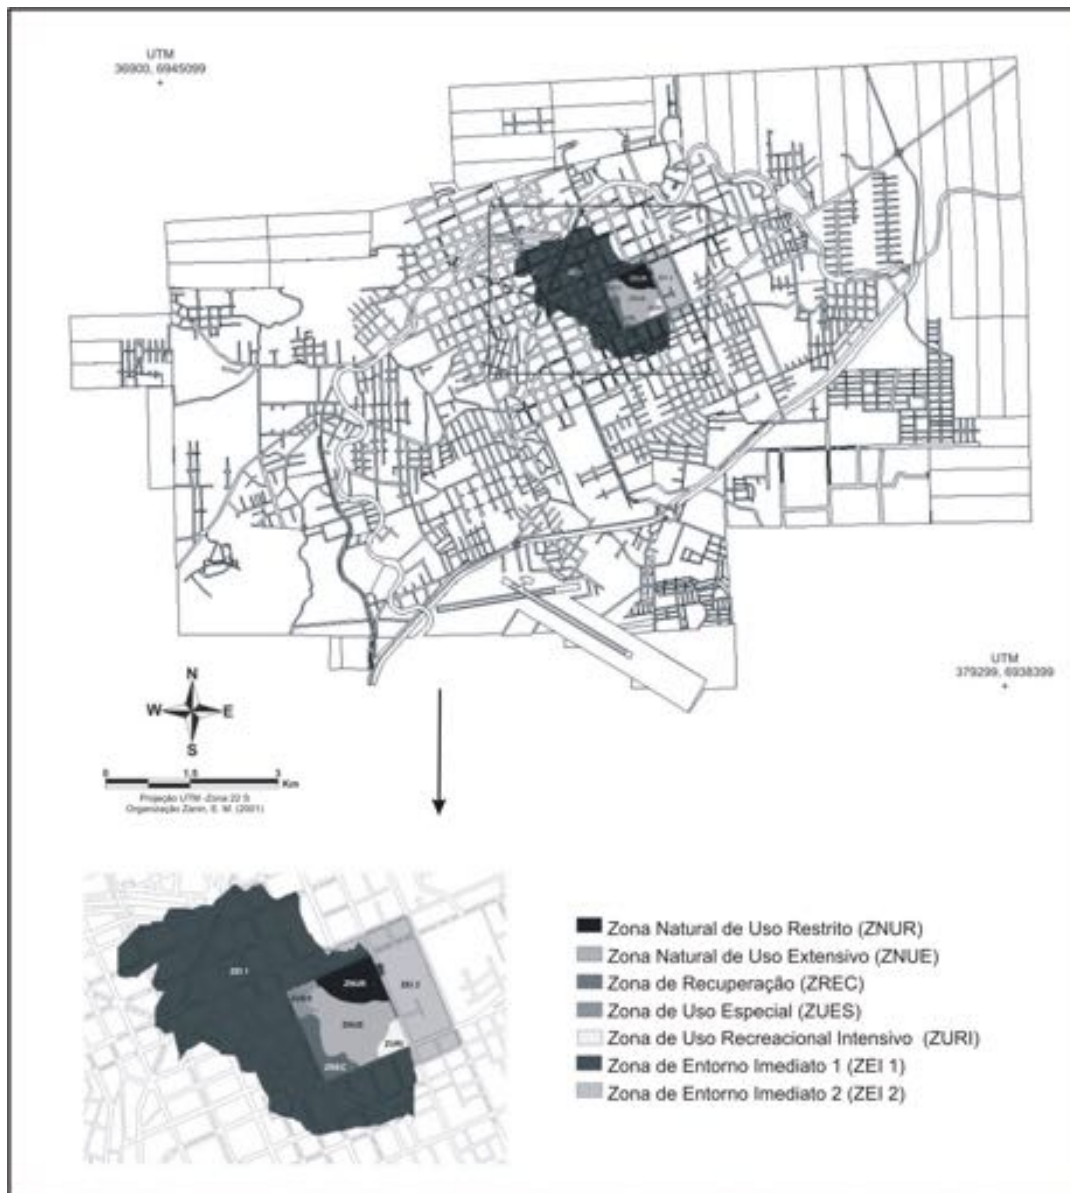 UTM
36900, 6945099
+
UTM
379299, 6938399
+
N
W E
S
0 1.5 3
Km
Projeção UTM -Zona 22 S
Organização Zanin, E. M. (2001)
ZEI 1
ZNUR
ZEI 2
ZUES
ZNUE
ZURI
ZREC
Zona Natural de Uso Restrito (ZNUR)
Zona Natural de Uso Extensivo (ZNUE)
Zona de Recuperação (ZREC)
Zona de Uso Especial (ZUES)
Zona de Uso Recreacional Intensivo (ZURI)
Zona de Entorno Imediato 1 (ZEI 1)
Zona de Entorno Imediato 2 (ZEI 2)